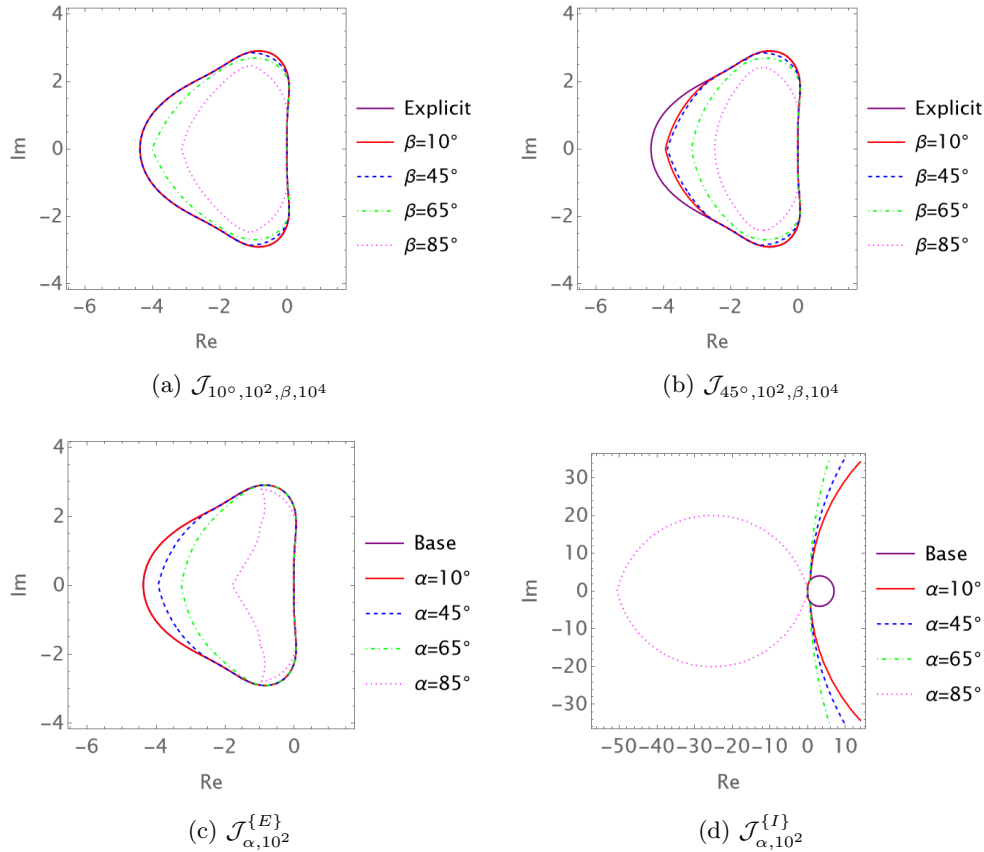 4
2
0
−2
−4
Im
−6 −4 −2 0
Re
Explicit
β=10°
β=45°
β=65°
β=85°
(a) 𝒥10°,10²,β,10⁴
4
2
0
−2
−4
Im
−6 −4 −2 0
Re
Explicit
β=10°
β=45°
β=65°
β=85°
(b) 𝒥45°,10²,β,10⁴
4
2
0
−2
−4
Im
−6 −4 −2 0
Re
Base
α=10°
α=45°
α=65°
α=85°
(c) 𝒥{E}α,10²
30
20
10
0
−10
−20
−30
Im
−50 −40 −30 −20 −10 0 10
Re
Base
α=10°
α=45°
α=65°
α=85°
(d) 𝒥{I}α,10²